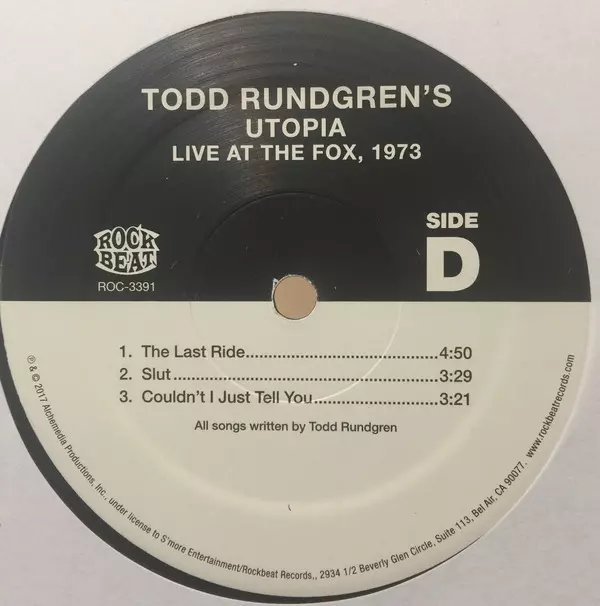 TODD RUNDGREN'S
UTOPIA
LIVE AT THE FOX, 1973
SIDE
D
ROCK
BEAT
ROC-3391
1. The Last Ride..........................................4:50
2. Slut..........................................................3:29
3. Couldn't I Just Tell You...........................3:21
All songs written by Todd Rundgren
℗ & © 2017 Alchemedia Productions, Inc., under license to S'more Entertainment/Rockbeat Records,, 2934 1/2 Beverly Glen Circle, Suite 113, Bel Air, CA 90077. www.rockbeatrecords.com